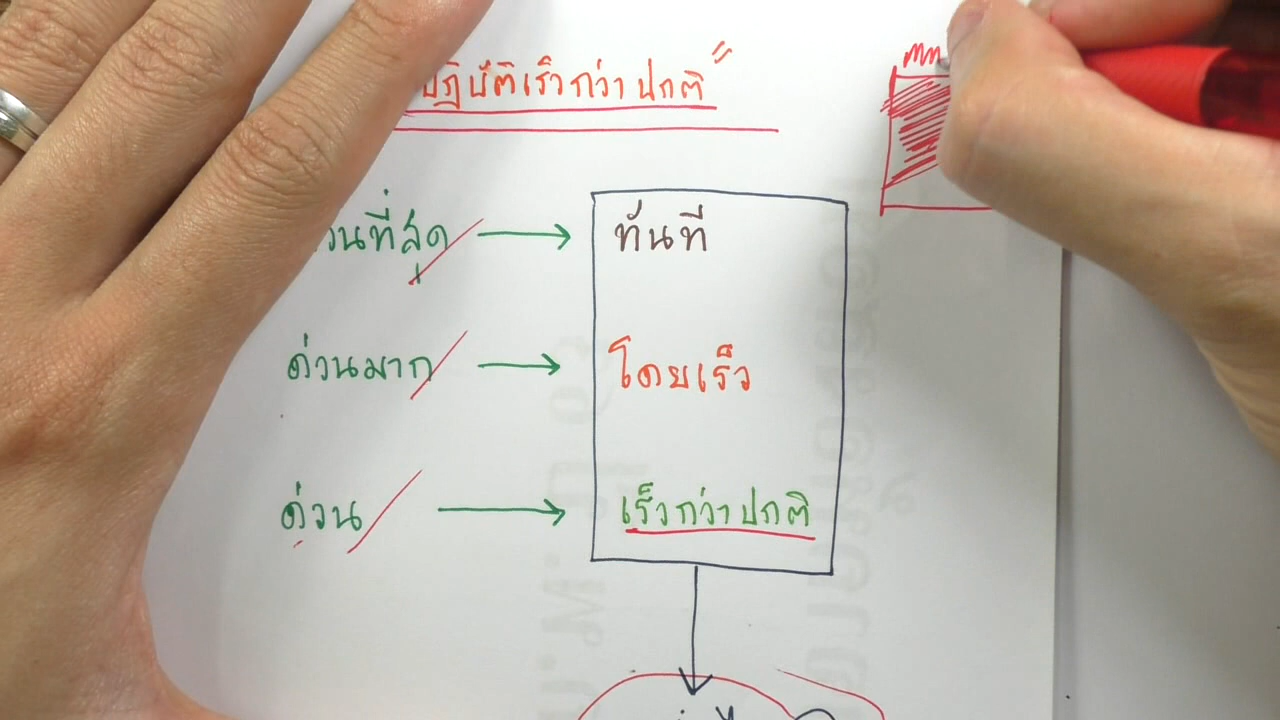 ปฏิบัติเร็วกว่าปกติ"
วนที่สุด → ทันที
ด่วนมาก → โดยเร็ว
ด่วน → เร็วกว่าปกติ